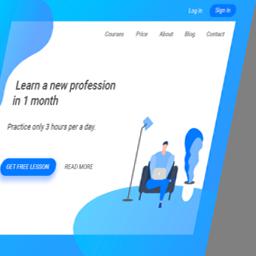 Log in Sign in
Courses Price About Blog Contact
Learn a new profession
in 1 month
Practice only 3 hours per a day.
GET FREE LESSON READ MORE